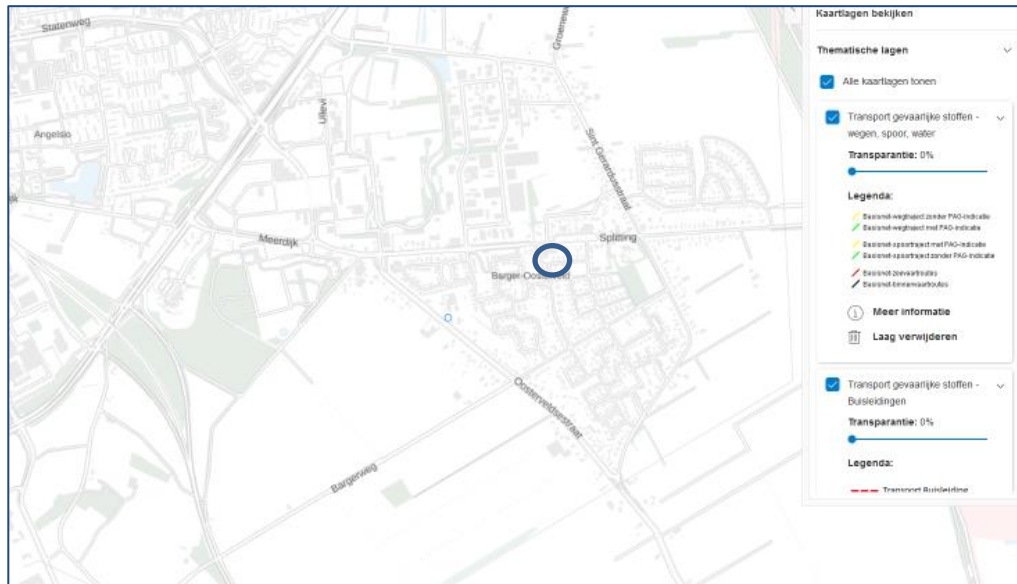 Statenweg
Groenewe
Ullevi
Angelslo
Sint Gerardusstraat
Meerdijk
Splitting
Barger-Oosterveld
Oosterveldsestraat
Bargerweg
Kaartlagen bekijken
Thematische lagen
Alle kaartlagen tonen
Transport gevaarlijke stoffen -
wegen, spoor, water
Transparantie: 0%
Legenda:
Basisnet-wegtraject zonder PAG-indicatie
Basisnet-wegtraject met PAG-indicatie
Basisnet-spoortraject met PAG-indicatie
Basisnet-spoortraject zonder PAG-indicatie
Basisnet-zeevaartroutes
Basisnet-binnenvaartroutes
Meer informatie
Laag verwijderen
Transport gevaarlijke stoffen -
Buisleidingen
Transparantie: 0%
Legenda:
Transport Buisleiding